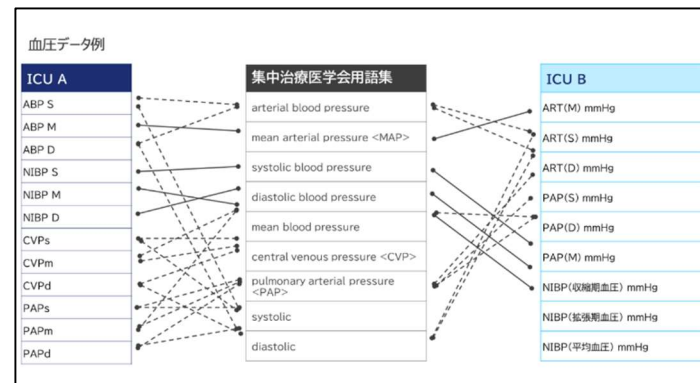 血圧データ例
ICU A
ABP S
ABP M
ABP D
NIBP S
NIBP M
NIBP D
CVPs
CVPm
CVPd
PAPs
PAPm
PAPd
集中治療医学会用語集
arterial blood pressure
mean arterial pressure <MAP>
systolic blood pressure
diastolic blood pressure
mean blood pressure
central venous pressure <CVP>
pulmonary arterial pressure
<PAP>
systolic
diastolic
ICU B
ART(M) mmHg
ART(S) mmHg
ART(D) mmHg
PAP(S) mmHg
PAP(D) mmHg
PAP(M) mmHg
NIBP(収縮期血圧) mmHg
NIBP(拡張期血圧) mmHg
NIBP(平均血圧) mmHg